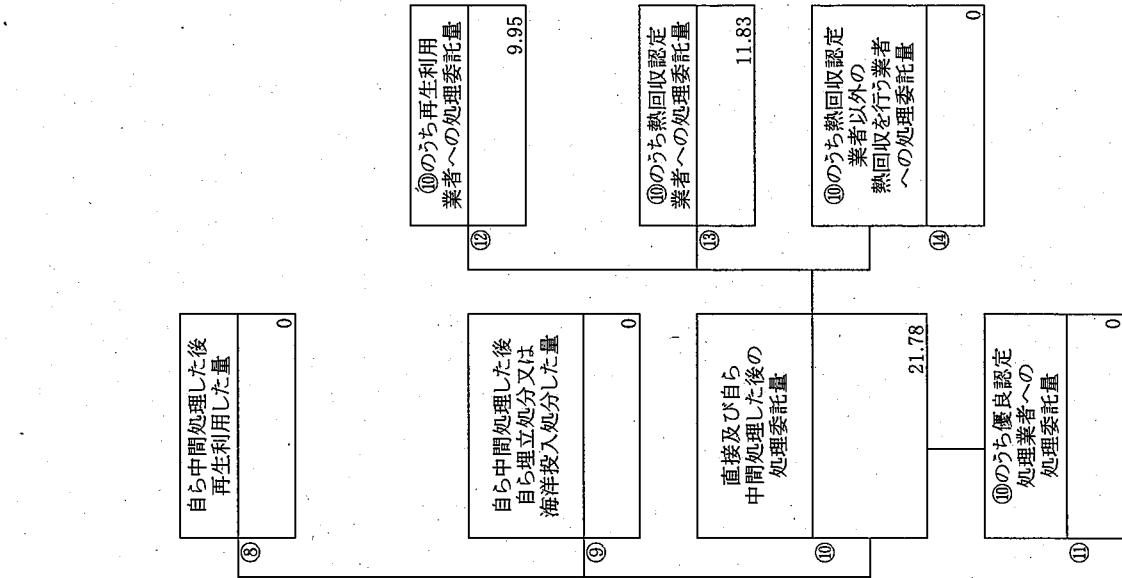 ⑧
自ら中間処理した後
再生利用した量
0
⑨
自ら中間処理した後
自ら埋立処分又は
海洋投入処分した量
0
⑩
直接及び自ら
中間処理した後の
処理委託量
21.78
⑪
⑩のうち優良認定
処理業者への
処理委託量
0
⑫
⑩のうち再生利用
業者への処理委託量
9.95
⑬
⑩のうち熱回収認定
業者への処理委託量
11.83
⑭
⑩のうち熱回収認定
業者以外の
熱回収を行う業者
への処理委託量
0